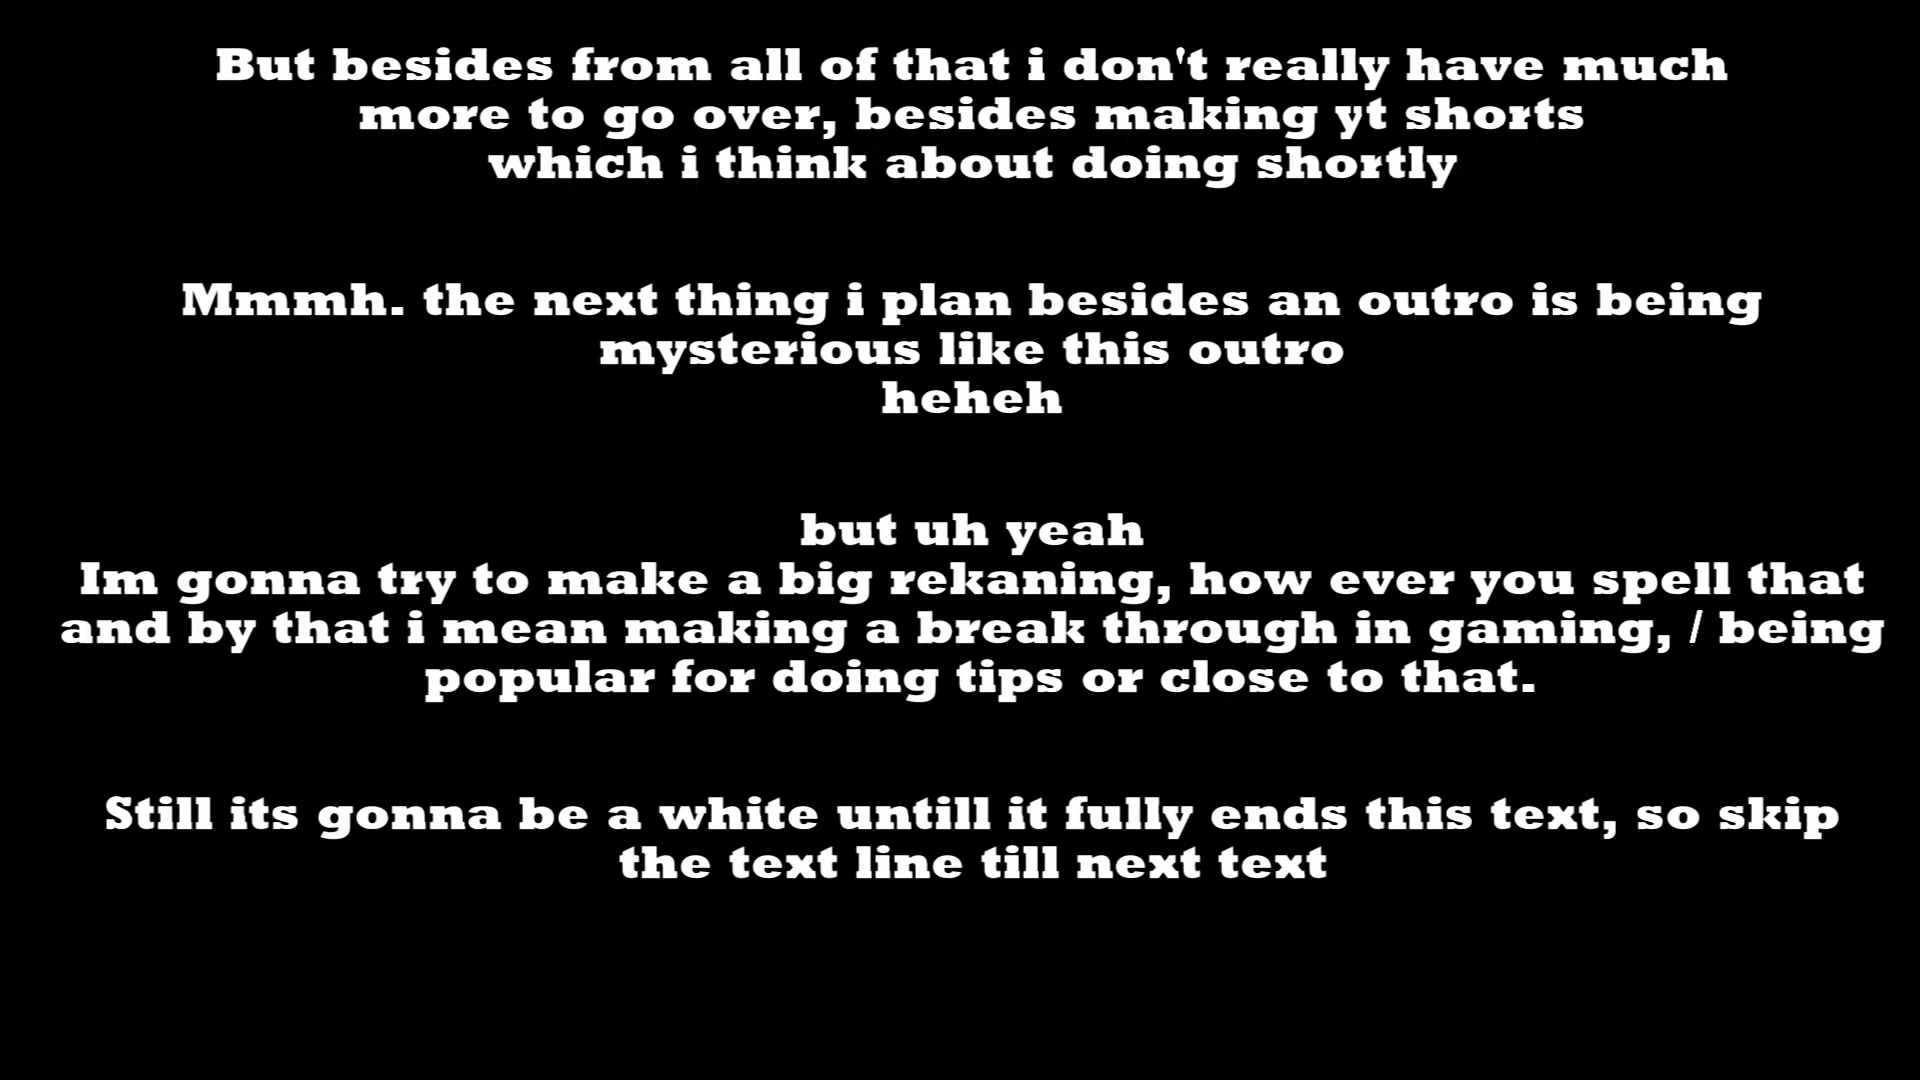 But besides from all of that i don't really have much
more to go over, besides making yt shorts
which i think about doing shortly
Mmmh. the next thing i plan besides an outro is being
mysterious like this outro
heheh
but uh yeah
Im gonna try to make a big rekaning, how ever you spell that
and by that i mean making a break through in gaming, / being
popular for doing tips or close to that.
Still its gonna be a white untill it fully ends this text, so skip
the text line till next text